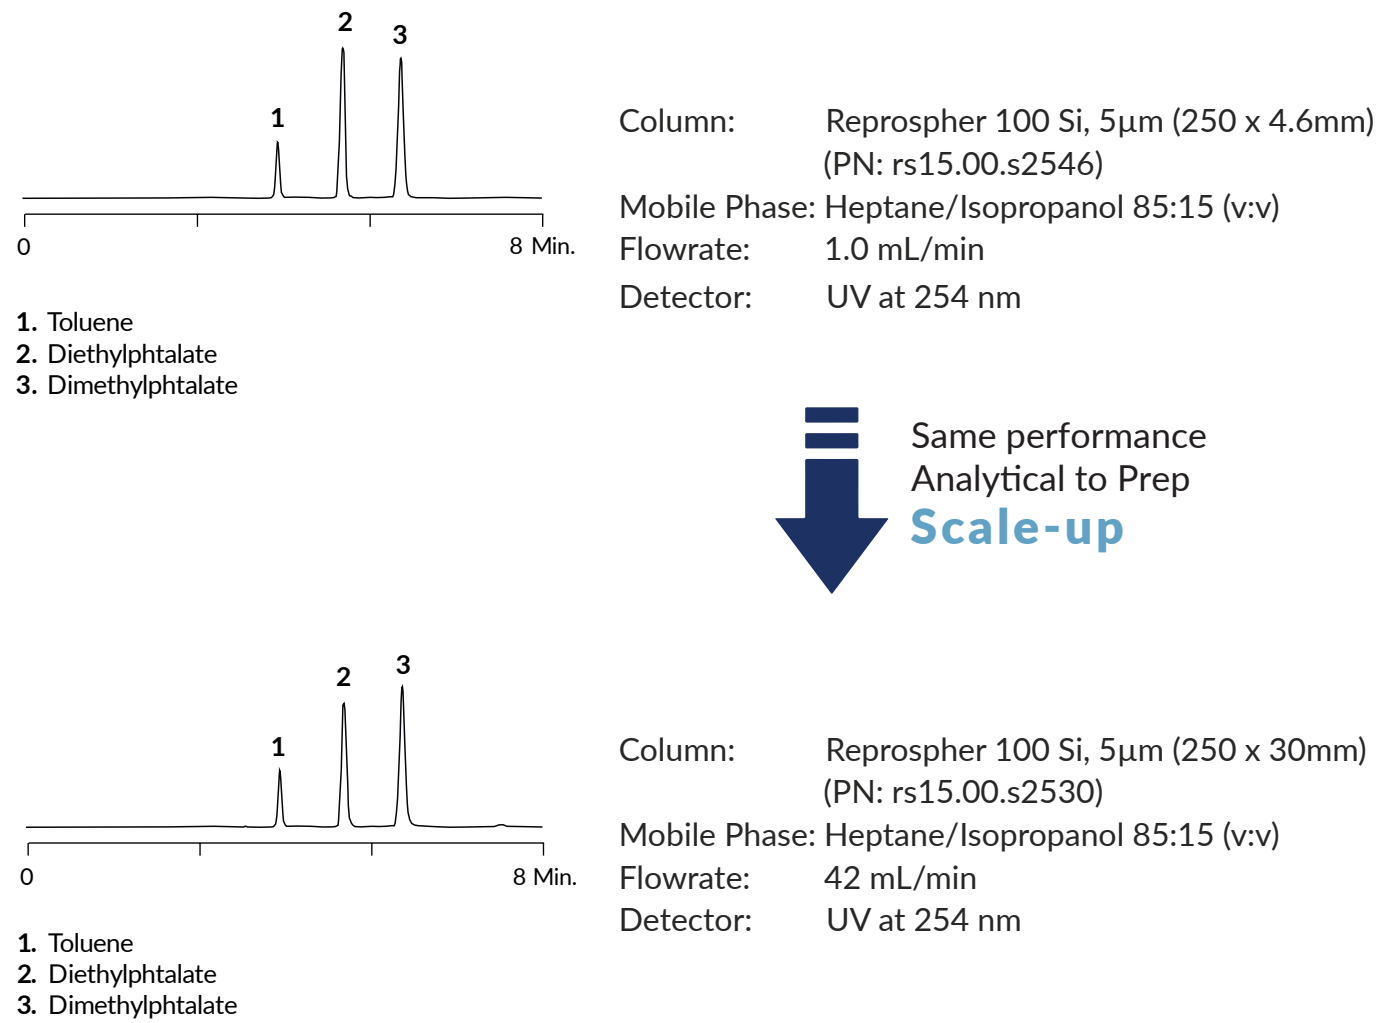 2
3
1
0
8 Min.
1. Toluene
2. Diethylphtalate
3. Dimethylphtalate
Column: Reprospher 100 Si, 5µm (250 x 4.6mm)
(PN: rs15.00.s2546)
Mobile Phase: Heptane/Isopropanol 85:15 (v:v)
Flowrate: 1.0 mL/min
Detector: UV at 254 nm
Same performance
Analytical to Prep
Scale-up
3
2
1
0
8 Min.
1. Toluene
2. Diethylphtalate
3. Dimethylphtalate
Column: Reprospher 100 Si, 5µm (250 x 30mm)
(PN: rs15.00.s2530)
Mobile Phase: Heptane/Isopropanol 85:15 (v:v)
Flowrate: 42 mL/min
Detector: UV at 254 nm